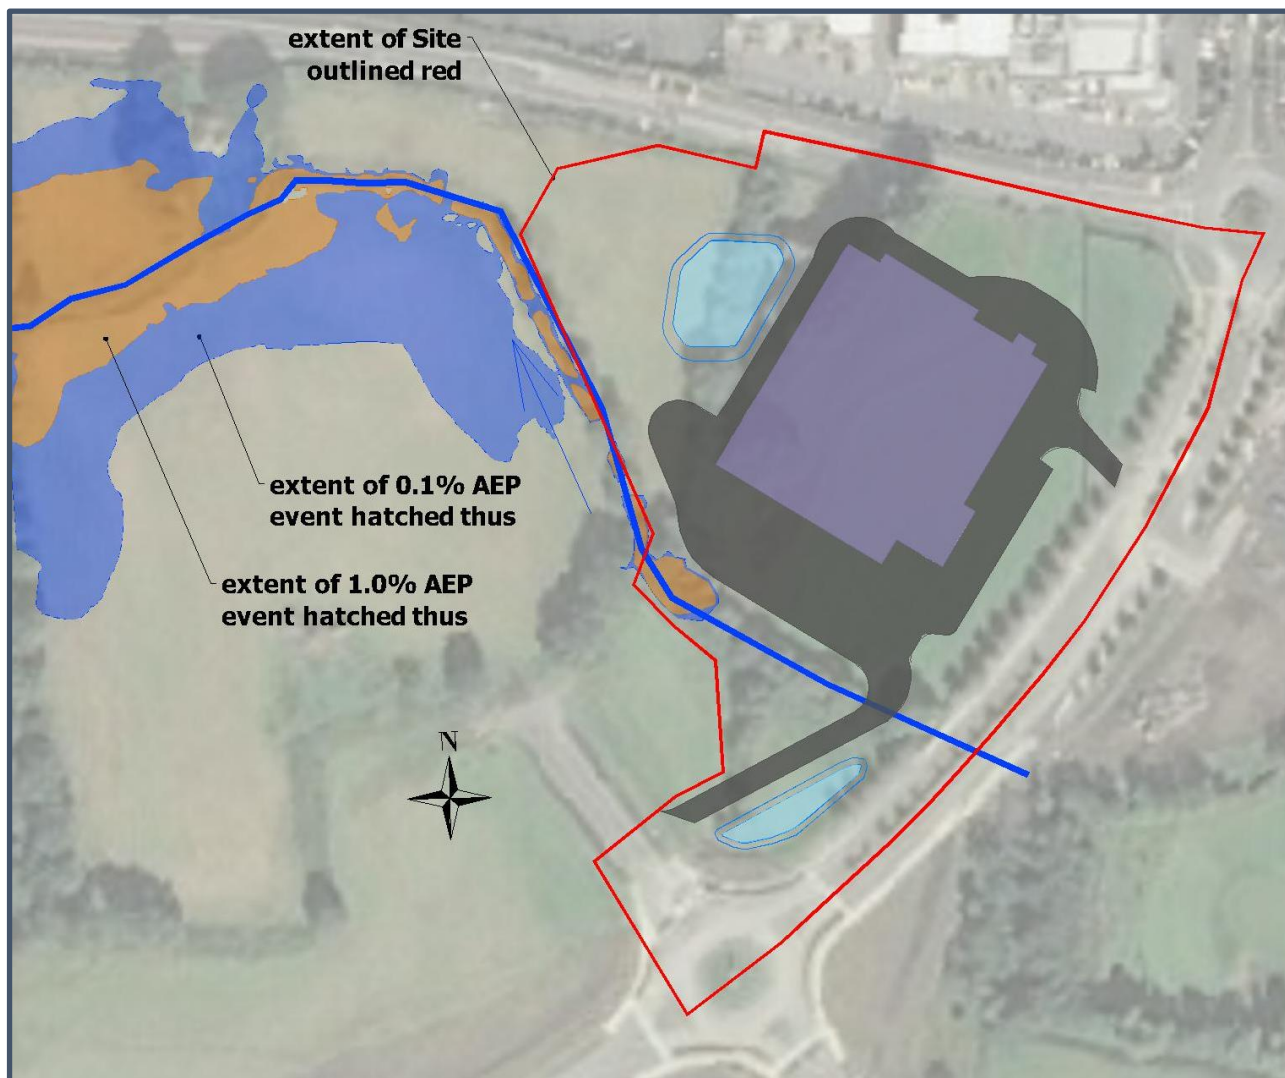 extent of Site
outlined red
extent of 0.1% AEP
event hatched thus
extent of 1.0% AEP
event hatched thus
N